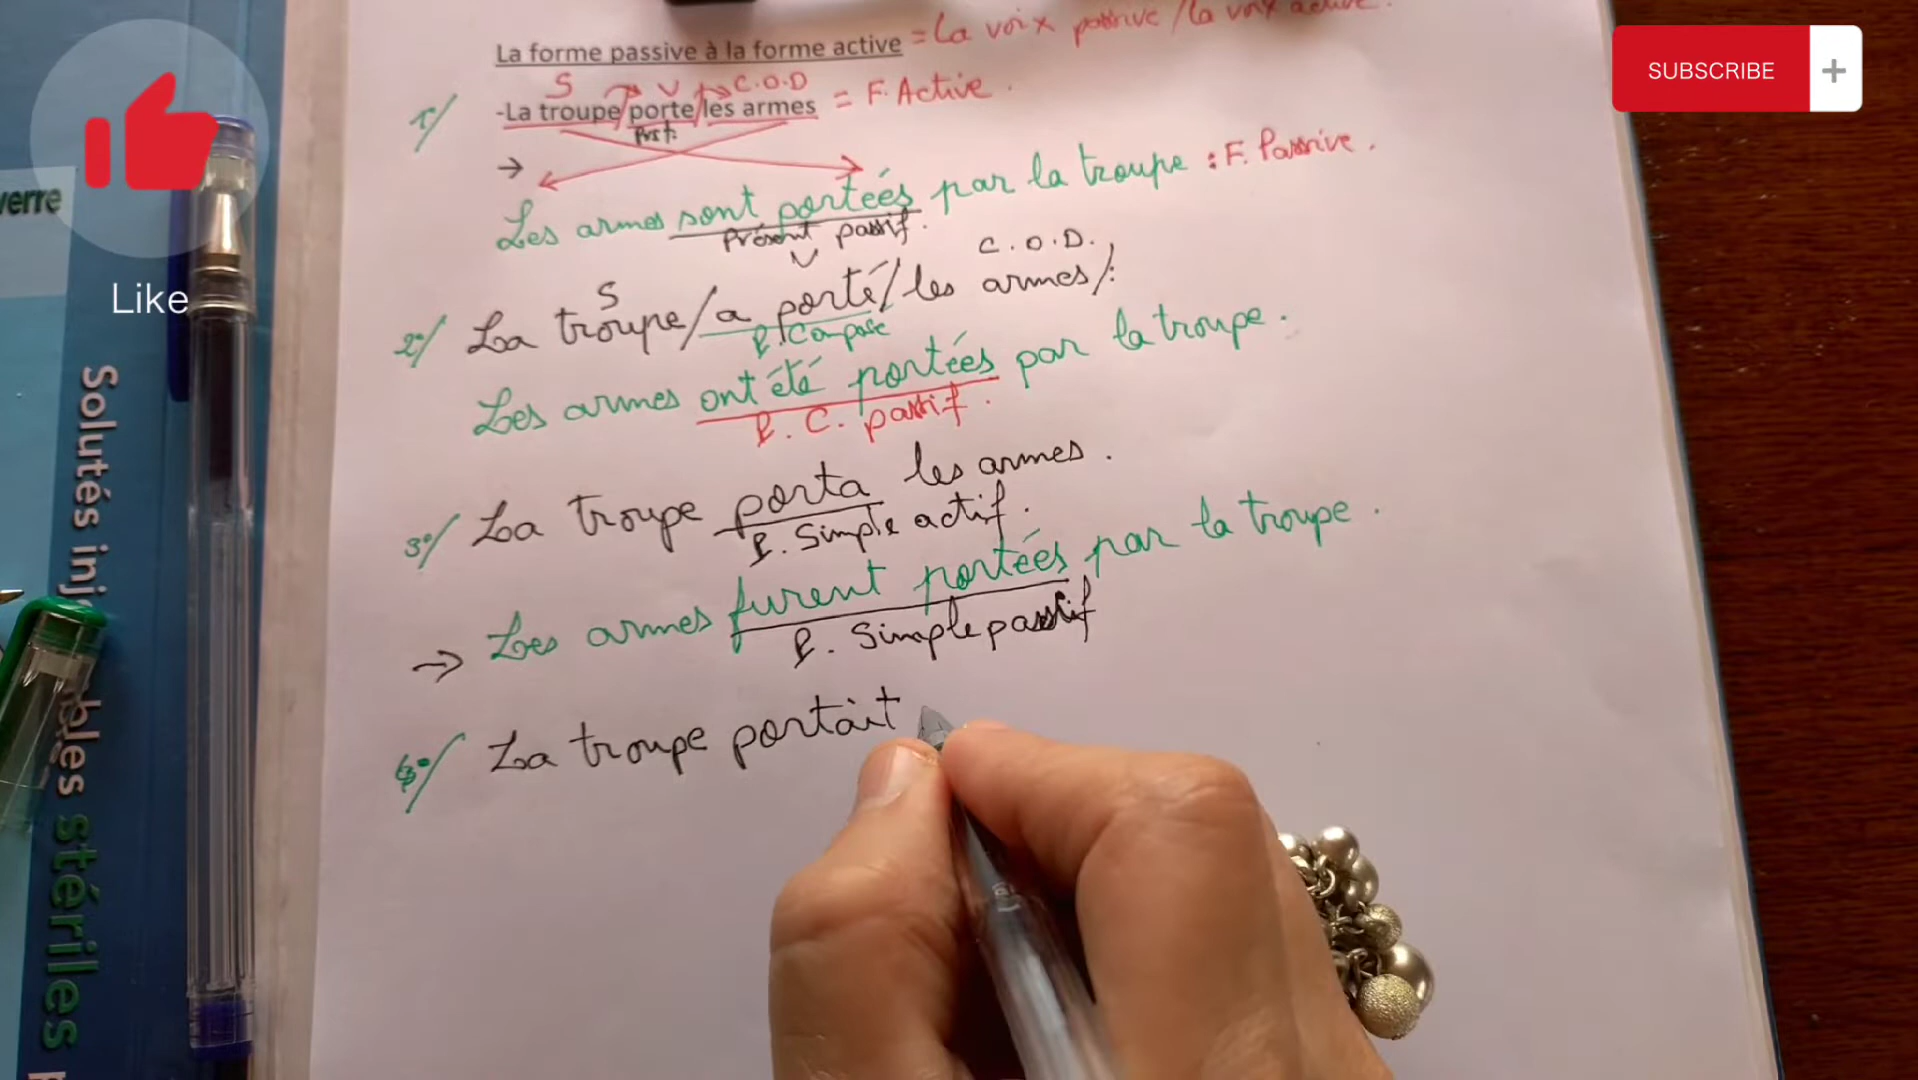 La forme passive à la forme active = la voix passive / la voix active.
S V C.O.D
1°/ -La troupe/porte/les armes = F. Active.
Prst:
→
Les armes sont portées par la troupe : F. Passive.
Présent passif.
S V C.O.D.
2°/ La troupe/a porté/les armes/:
P. Compose
Les armes ont été portées par la troupe.
P. C. passif.
3°/ La troupe porta les armes.
P. Simple actif.
→ Les armes furent portées par la troupe.
P. Simple passif
4°/ La troupe portait
verre
Solutés inj
bles stériles
Like
SUBSCRIBE +